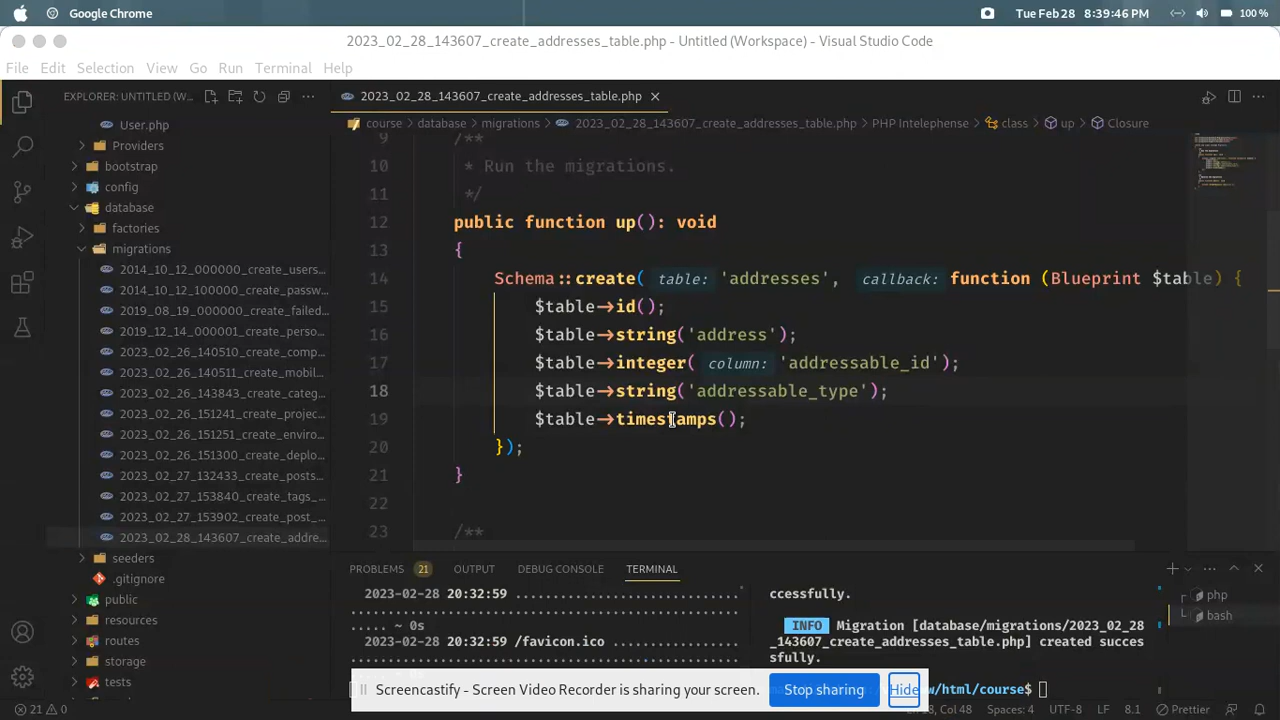 Google Chrome
Tue Feb 28 8:39:46 PM
100 %
2023_02_28_143607_create_addresses_table.php - Untitled (Workspace) - Visual Studio Code
File Edit Selection View Go Run Terminal Help
EXPLORER: UNTITLED (W...
2023_02_28_143607_create_addresses_table.php
course database migrations 2023_02_28_143607_create_addresses_table.php PHP Intelephense class up Closure
User.php
Providers
bootstrap
config
database
factories
migrations
2014_10_12_000000_create_users...
2014_10_12_100000_create_passw...
2019_08_19_000000_create_failed...
2019_12_14_000001_create_perso...
2023_02_26_140510_create_comp...
2023_02_26_140511_create_mobil...
2023_02_26_143843_create_categ...
2023_02_26_151241_create_projec...
2023_02_26_151251_create_enviro...
2023_02_26_151300_create_deplo...
2023_02_27_132433_create_posts...
2023_02_27_153840_create_tags_...
2023_02_27_153902_create_post_...
2023_02_28_143607_create_addre...
seeders
.gitignore
public
resources
routes
storage
tests
9 /**
10 * Run the migrations.
11 */
12 public function up(): void
13 {
14 Schema::create( table: 'addresses', callback: function (Blueprint $table) {
15 $table->id();
16 $table->string('address');
17 $table->integer( column: 'addressable_id');
18 $table->string('addressable_type');
19 $table->timestamps();
20 });
21 }
22
23 /**
PROBLEMS 21 OUTPUT DEBUG CONSOLE TERMINAL
2023-02-28 20:32:59 ............................
.......................................
..... ~ 0s
2023-02-28 20:32:59 /favicon.ico .................
.......................................
ccessfully.
INFO Migration [database/migrations/2023_02_28
_143607_create_addresses_table.php] created succes
sfully.
w/html/course$
php
bash
Screencastify - Screen Video Recorder is sharing your screen. Stop sharing Hide
21 0
Col 48 Spaces: 4 UTF-8 LF 8.1 Prettier